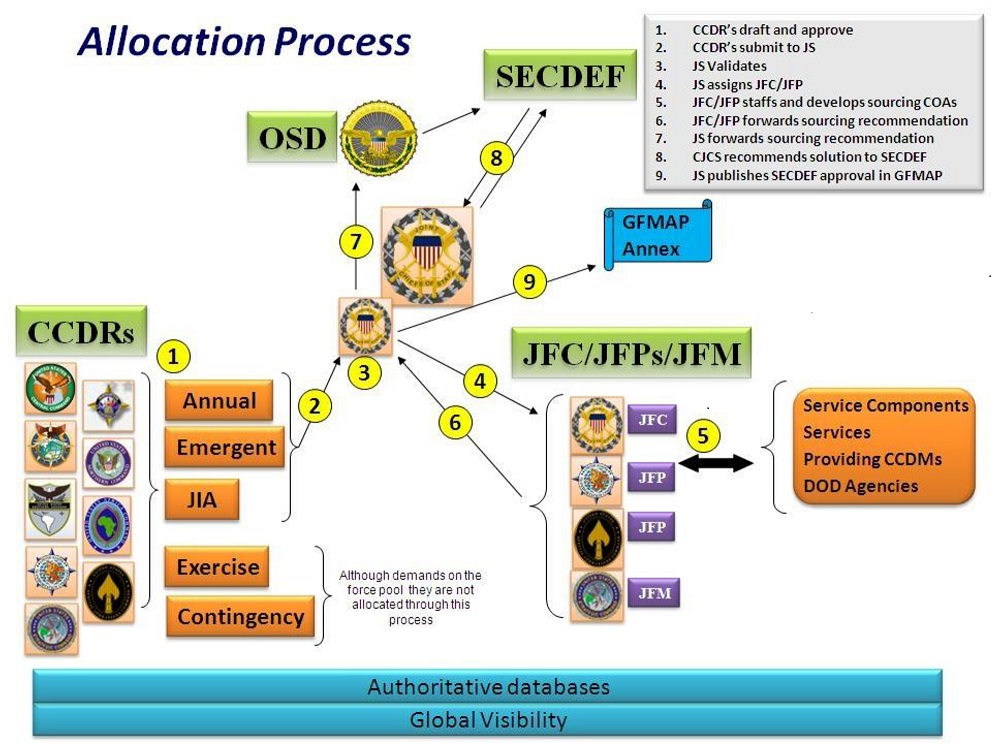 Allocation Process
SECDEF
OSD
1. CCDR's draft and approve
2. CCDR's submit to JS
3. JS Validates
4. JS assigns JFC/JFP
5. JFC/JFP staffs and develops sourcing COAs
6. JFC/JFP forwards sourcing recommendation
7. JS forwards sourcing recommendation
8. CJCS recommends solution to SECDEF
9. JS publishes SECDEF approval in GFMAP
8
7
GFMAP
Annex
9
CCDRs
1
3
JFC/JFPs/JFM
Annual
Emergent
JIA
2
4
6
JFC
JFP
JFP
JFM
5
Service Components
Services
Providing CCDMs
DOD Agencies
Exercise
Contingency
Although demands on the
force pool they are not
allocated through this
process
Authoritative databases
Global Visibility